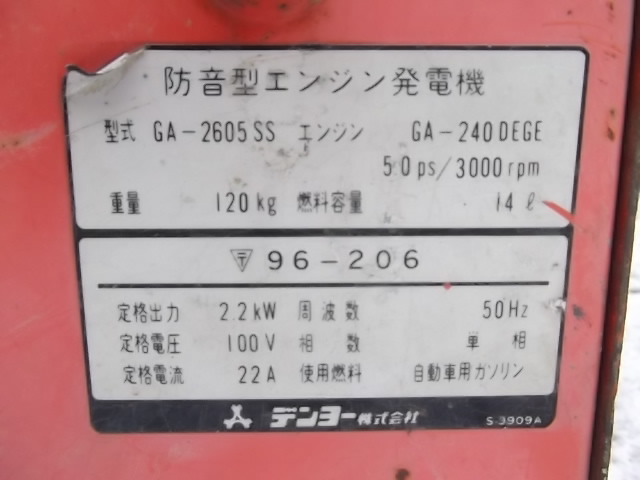 防音型エンジン発電機
型式 GA-2605SS エンジン GA-240DEGE
5.0ps/3000rpm
重量 120kg 燃料容量 14ℓ
〒 96-206
定格出力 2.2kW 周波数 50Hz
定格電圧 100V 相数 単相
定格電流 22A 使用燃料 自動車用ガソリン
デンヨー株式会社
S-3909A